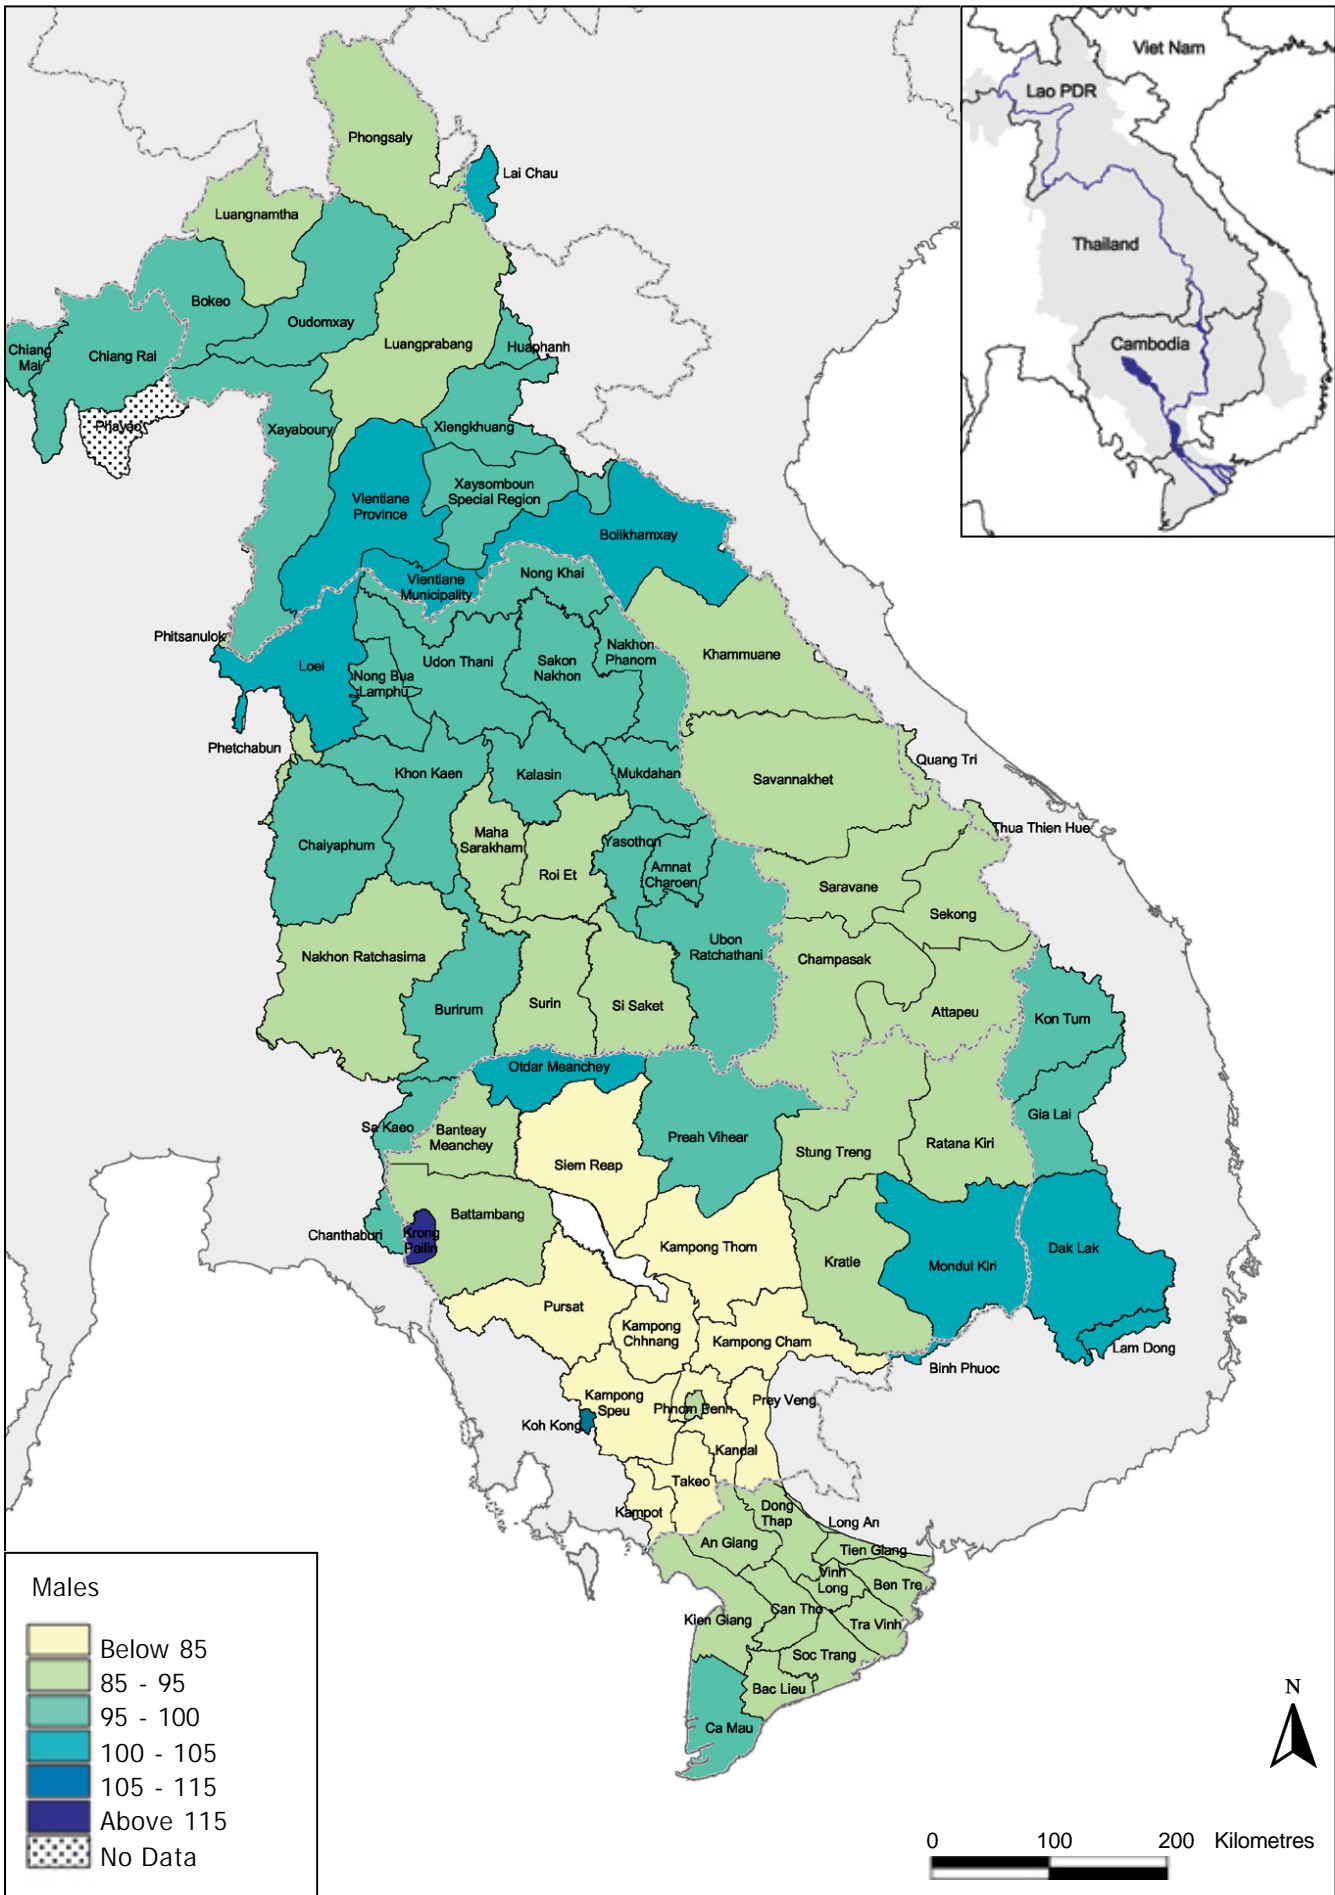 Viet Nam
Lao PDR
Thailand
Cambodia
Phongsaly
Lai Chau
Luangnamtha
Bokeo
Oudomxay
Chiang
Mai
Chiang Rai
Luangprabang
Huaphanh
Phayao
Xayaboury
Xiengkhuang
Vientiane
Province
Xaysomboun
Special Region
Bolikhamxay
Vientiane
Municipality
Nong Khai
Phitsanulok
Loei
Nong Bua
Lamphu
Udon Thani
Sakon
Nakhon
Nakhon
Phanom
Khammuane
Phetchabun
Khon Kaen
Kalasin
Mukdahan
Savannakhet
Quang Tri
Thua Thien Hue
Chaiyaphum
Maha
Sarakham
Roi Et
Yasothon
Amnat
Charoen
Saravane
Sekong
Nakhon Ratchasima
Burirum
Surin
Si Saket
Ubon
Ratchathani
Champasak
Attapeu
Kon Tum
Otdar Meanchey
Sa Kaeo
Banteay
Meanchey
Siem Reap
Preah Vihear
Stung Treng
Ratana Kiri
Gia Lai
Chanthaburi
Krong
Pailin
Battambang
Kampong Thom
Kratie
Mondul Kiri
Dak Lak
Pursat
Kampong
Chhnang
Kampong Cham
Binh Phuoc
Lam Dong
Koh Kong
Kampong
Speu
Phnom Penh
Prey Veng
Kandal
Takeo
Kampot
Dong
Thap
Long An
An Giang
Tien Giang
Vinh
Long
Ben Tre
Can Tho
Kien Giang
Tra Vinh
Soc Trang
Bac Lieu
Ca Mau
Males
Below 85
85 - 95
95 - 100
100 - 105
105 - 115
Above 115
No Data
N
0 100 200 Kilometres